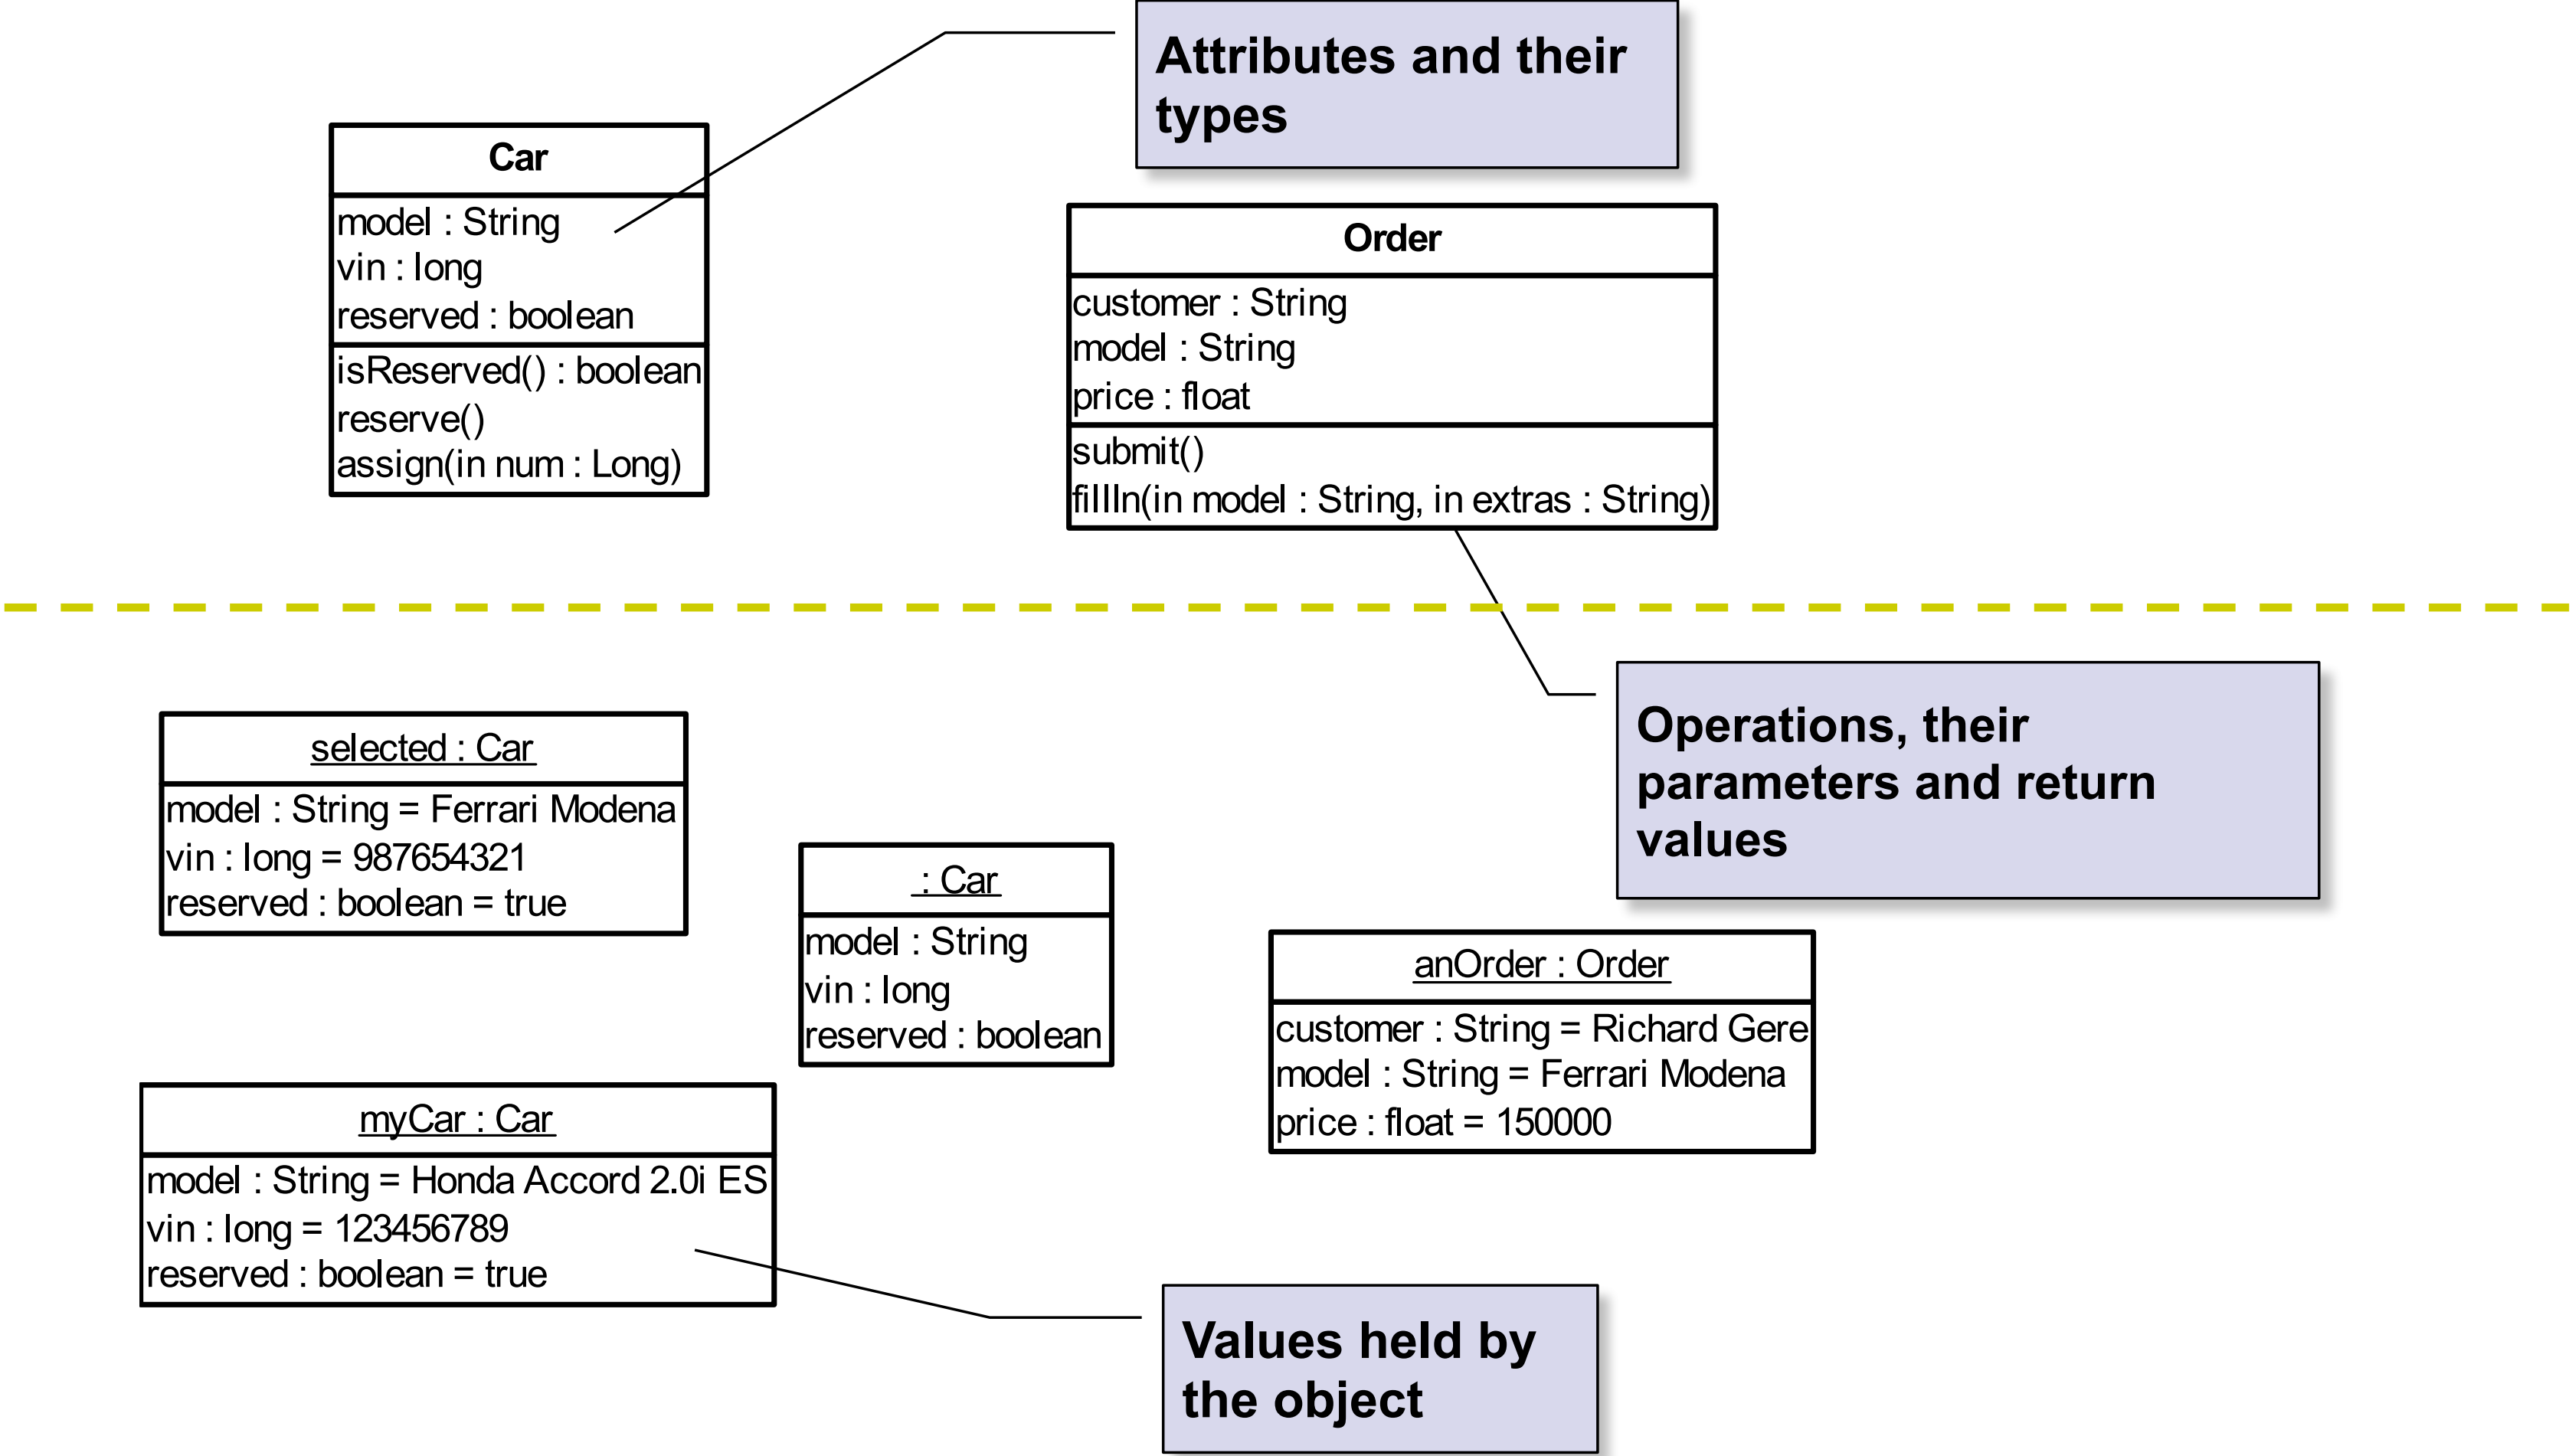 Attributes and their
types
Car
model : String
vin : long
reserved : boolean
isReserved() : boolean
reserve()
assign(in num : Long)
Order
customer : String
model : String
price : float
submit()
fillIn(in model : String, in extras : String)
Operations, their
parameters and return
values
selected : Car
model : String = Ferrari Modena
vin : long = 987654321
reserved : boolean = true
: Car
model : String
vin : long
reserved : boolean
anOrder : Order
customer : String = Richard Gere
model : String = Ferrari Modena
price : float = 150000
myCar : Car
model : String = Honda Accord 2.0i ES
vin : long = 123456789
reserved : boolean = true
Values held by
the object